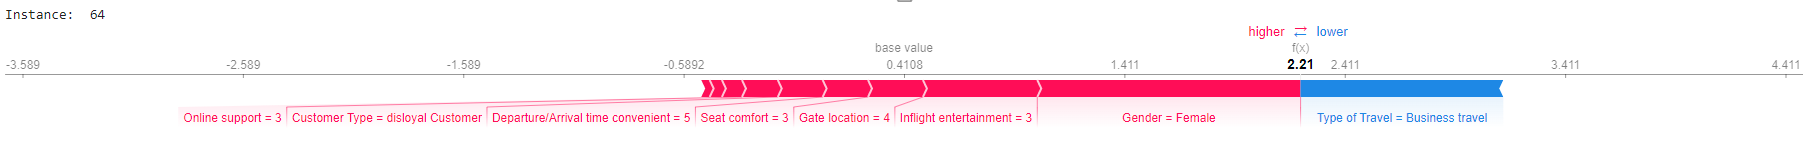 Instance: 64
higher ⇄ lower
base value f(x)
-3.589 -2.589 -1.589 -0.5892 0.4108 1.411 2.21 2.411 3.411 4.411
Online support = 3 Customer Type = disloyal Customer Departure/Arrival time convenient = 5 Seat comfort = 3 Gate location = 4 Inflight entertainment = 3 Gender = Female Type of Travel = Business travel